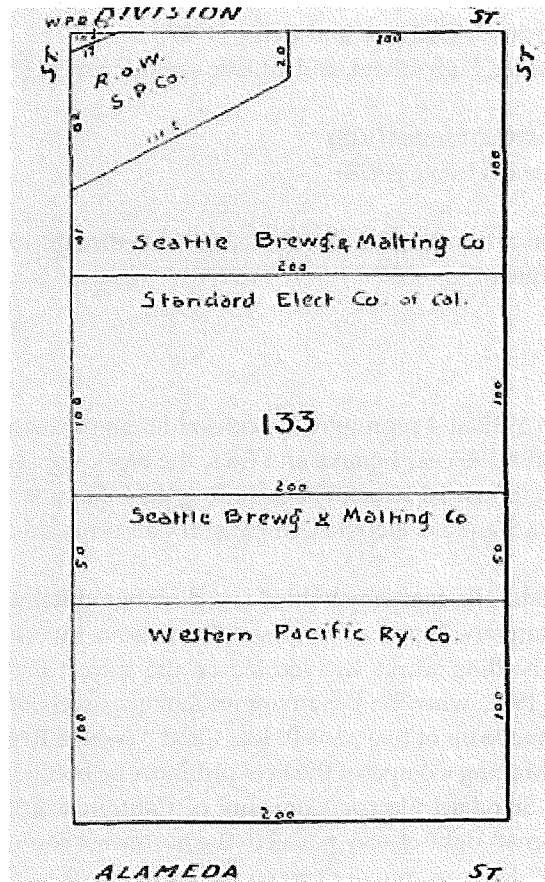 DIVISION ST.
W.P.R
ST.
ST.
100
20
R. O. W.
S P Co.
100
Seattle Brewg. & Malting Co
200
Standard Elect Co. of Cal.
100
100
133
200
Seattle Brewg & Malting Co
50
50
Western Pacific Ry. Co.
100
100
200
ALAMEDA ST.